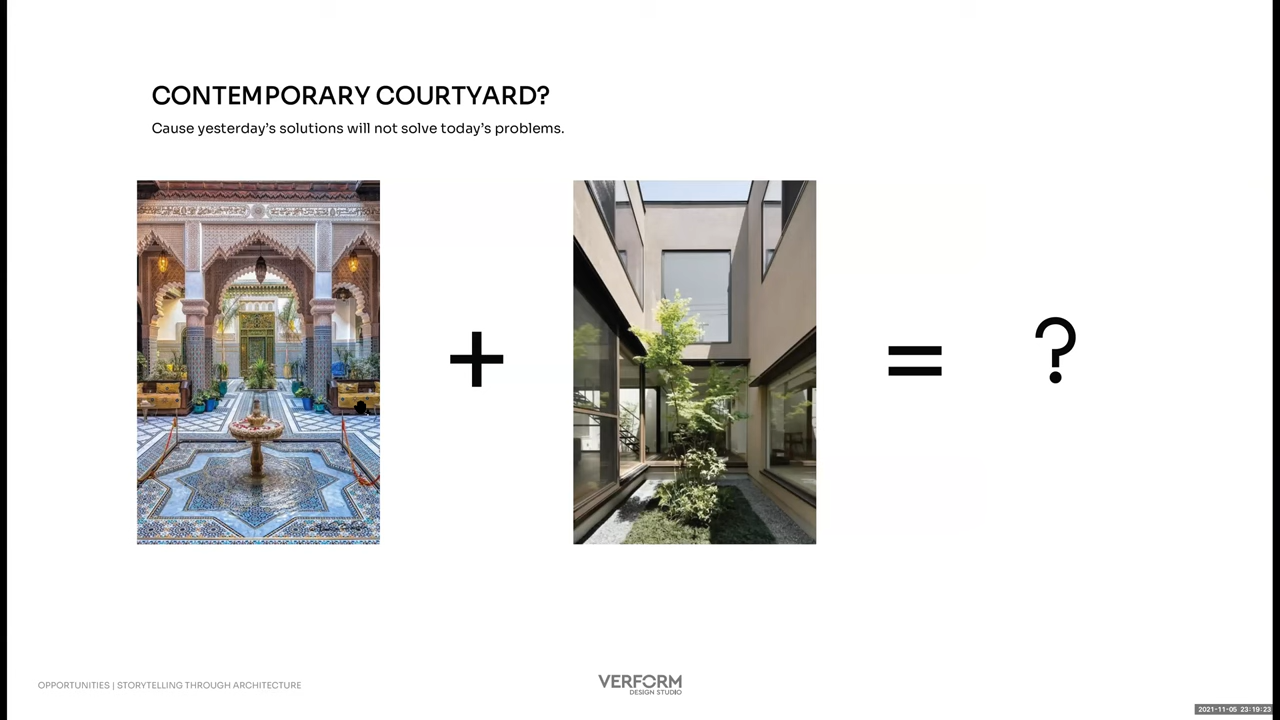 CONTEMPORARY COURTYARD?
Cause yesterday's solutions will not solve today's problems.
+
=
?
OPPORTUNITIES | STORYTELLING THROUGH ARCHITECTURE
VERFORM
DESIGN STUDIO
2021-11-05 23:19:23